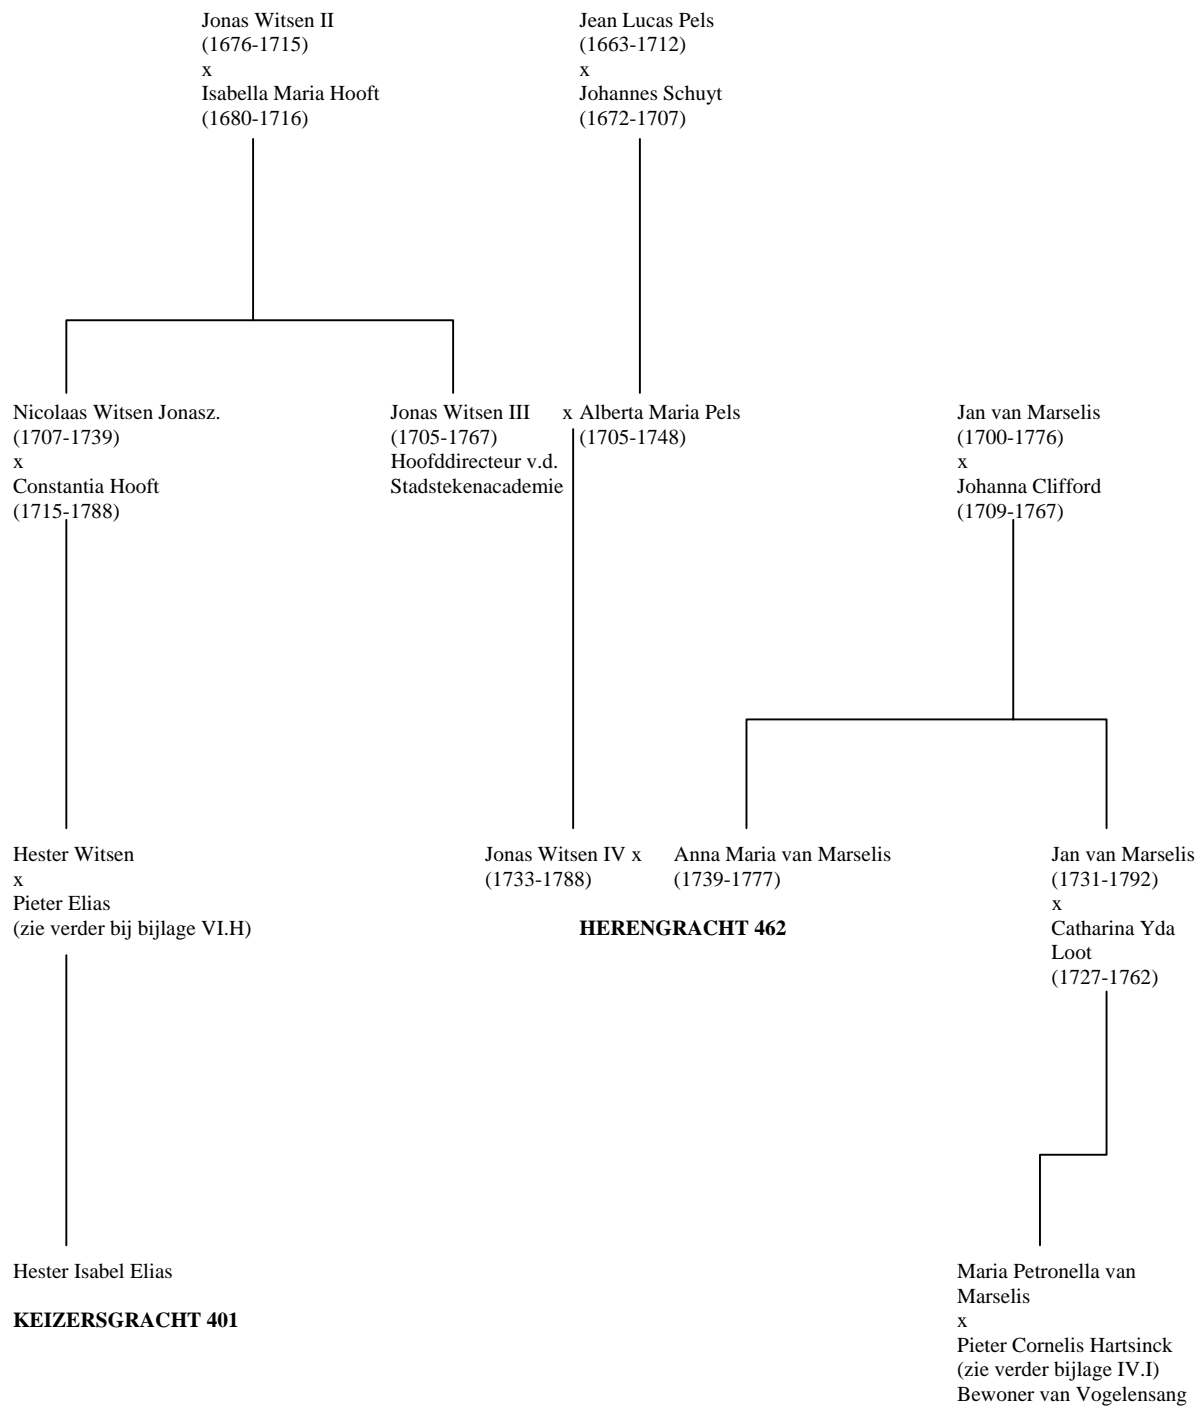 Jonas Witsen II
(1676-1715)
x
Isabella Maria Hooft
(1680-1716)
Jean Lucas Pels
(1663-1712)
x
Johannes Schuyt
(1672-1707)
Nicolaas Witsen Jonasz.
(1707-1739)
x
Constantia Hooft
(1715-1788)
Jonas Witsen III
(1705-1767)
Hoofddirecteur v.d.
Stadstekenacademie
x Alberta Maria Pels
(1705-1748)
Jan van Marselis
(1700-1776)
x
Johanna Clifford
(1709-1767)
Hester Witsen
x
Pieter Elias
(zie verder bij bijlage VI.H)
Jonas Witsen IV x
(1733-1788)
Anna Maria van Marselis
(1739-1777)
HERENGRACHT 462
Jan van Marselis
(1731-1792)
x
Catharina Yda
Loot
(1727-1762)
Hester Isabel Elias
KEIZERSGRACHT 401
Maria Petronella van
Marselis
x
Pieter Cornelis Hartsinck
(zie verder bijlage IV.I)
Bewoner van Vogelensang